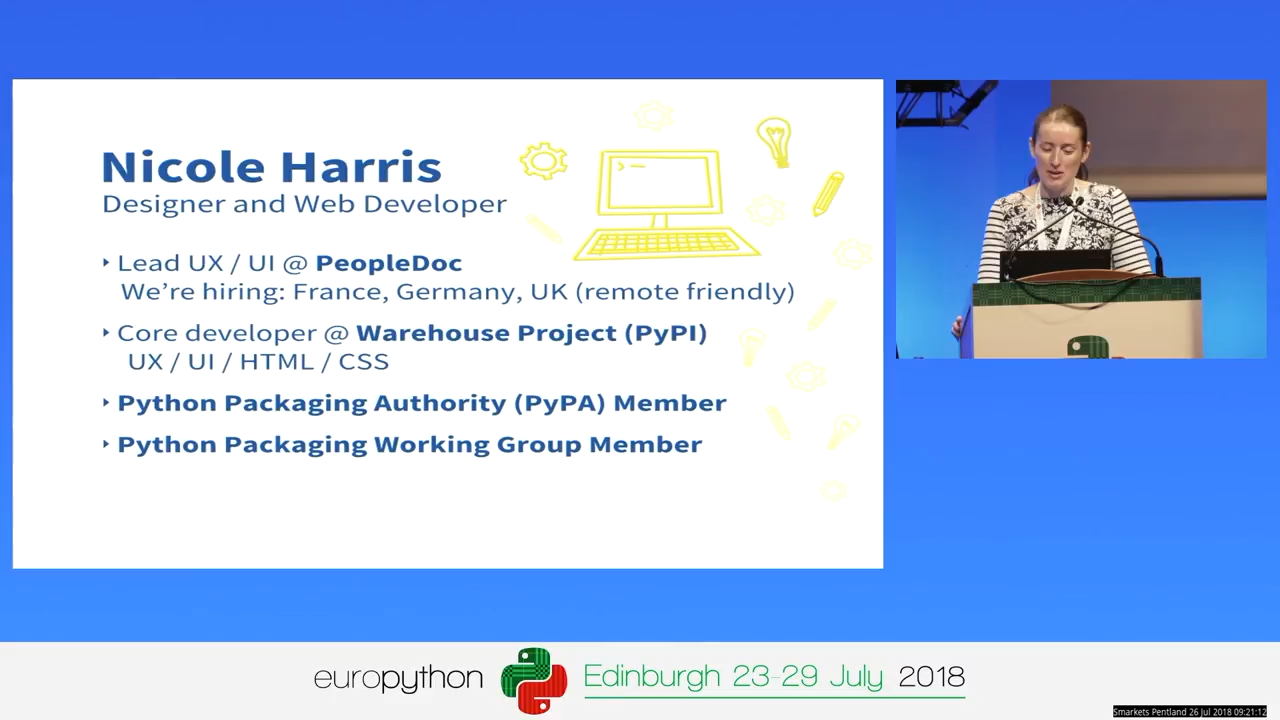 Nicole Harris
Designer and Web Developer
‣ Lead UX / UI @ PeopleDoc
We're hiring: France, Germany, UK (remote friendly)
‣ Core developer @ Warehouse Project (PyPI)
UX / UI / HTML / CSS
‣ Python Packaging Authority (PyPA) Member
‣ Python Packaging Working Group Member
europython Edinburgh 23-29 July 2018
Smarkets Pentland 26 Jul 2018 09:21:12